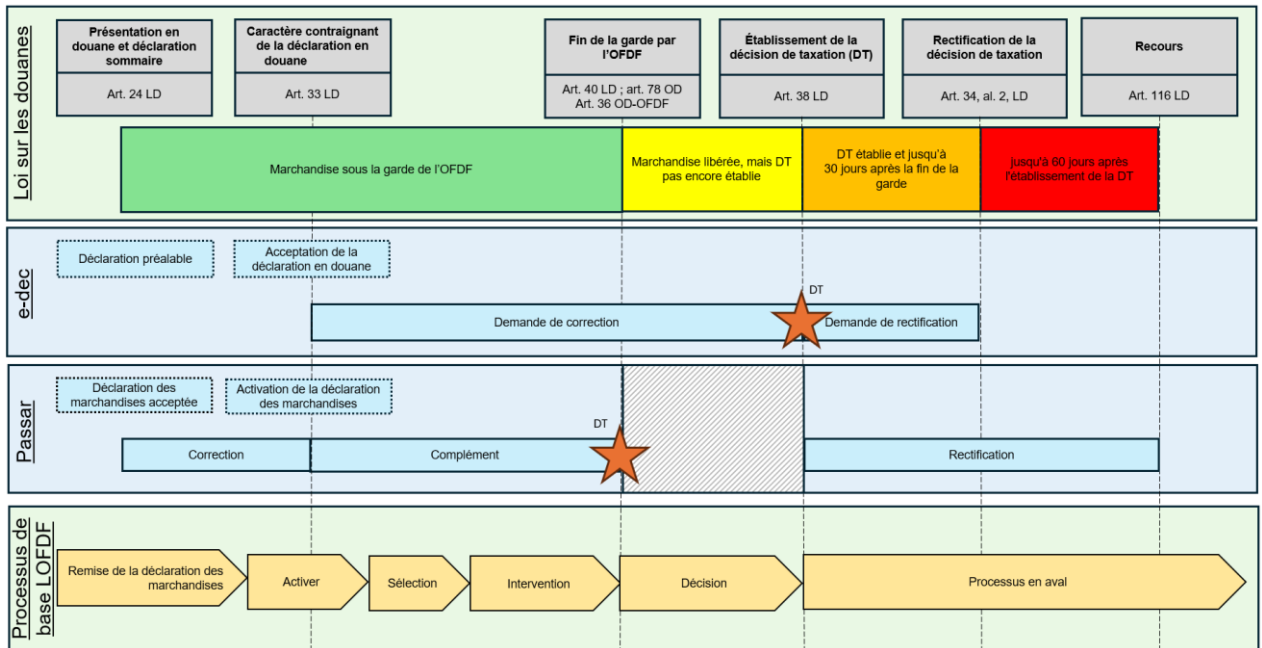 Loi sur les douanes
Présentation en
douane et déclaration
sommaire
Art. 24 LD
Caractère contraignant
de la déclaration en
douane
Art. 33 LD
Fin de la garde par
l'OFDF
Art. 40 LD ; art. 78 OD
Art. 36 OD-OFDF
Établissement de la
décision de taxation (DT)
Art. 38 LD
Rectification de la
décision de taxation
Art. 34, al. 2, LD
Recours
Art. 116 LD
Marchandise sous la garde de l'OFDF
Marchandise libérée, mais DT
pas encore établie
DT établie et jusqu'à
30 jours après la fin de la
garde
jusqu'à 60 jours après
l'établissement de la DT
e-dec
Déclaration préalable
Acceptation de la
déclaration en douane
DT
Demande de correction
Demande de rectification
Passar
Déclaration des
marchandises acceptée
Activation de la déclaration
des marchandises
DT
Correction
Complément
Rectification
Processus de
base LOFDF
Remise de la déclaration des
marchandises
Activer
Sélection
Intervention
Décision
Processus en aval